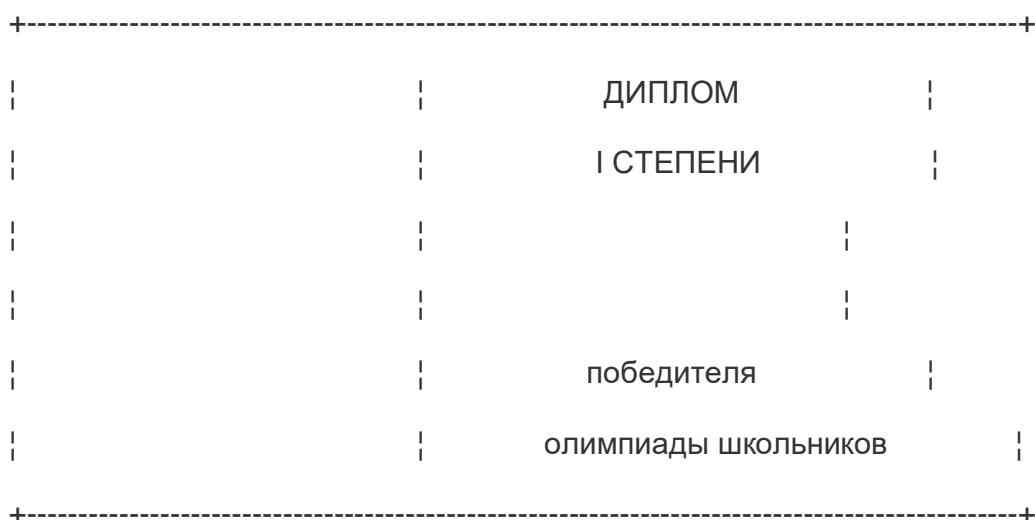 +-----------------------------------------------------------------------------+
¦ ¦ ДИПЛОМ ¦
¦ ¦ I СТЕПЕНИ ¦
¦ ¦ ¦
¦ ¦ ¦
¦ ¦ победителя ¦
¦ ¦ олимпиады школьников ¦
+-----------------------------------------------------------------------------+